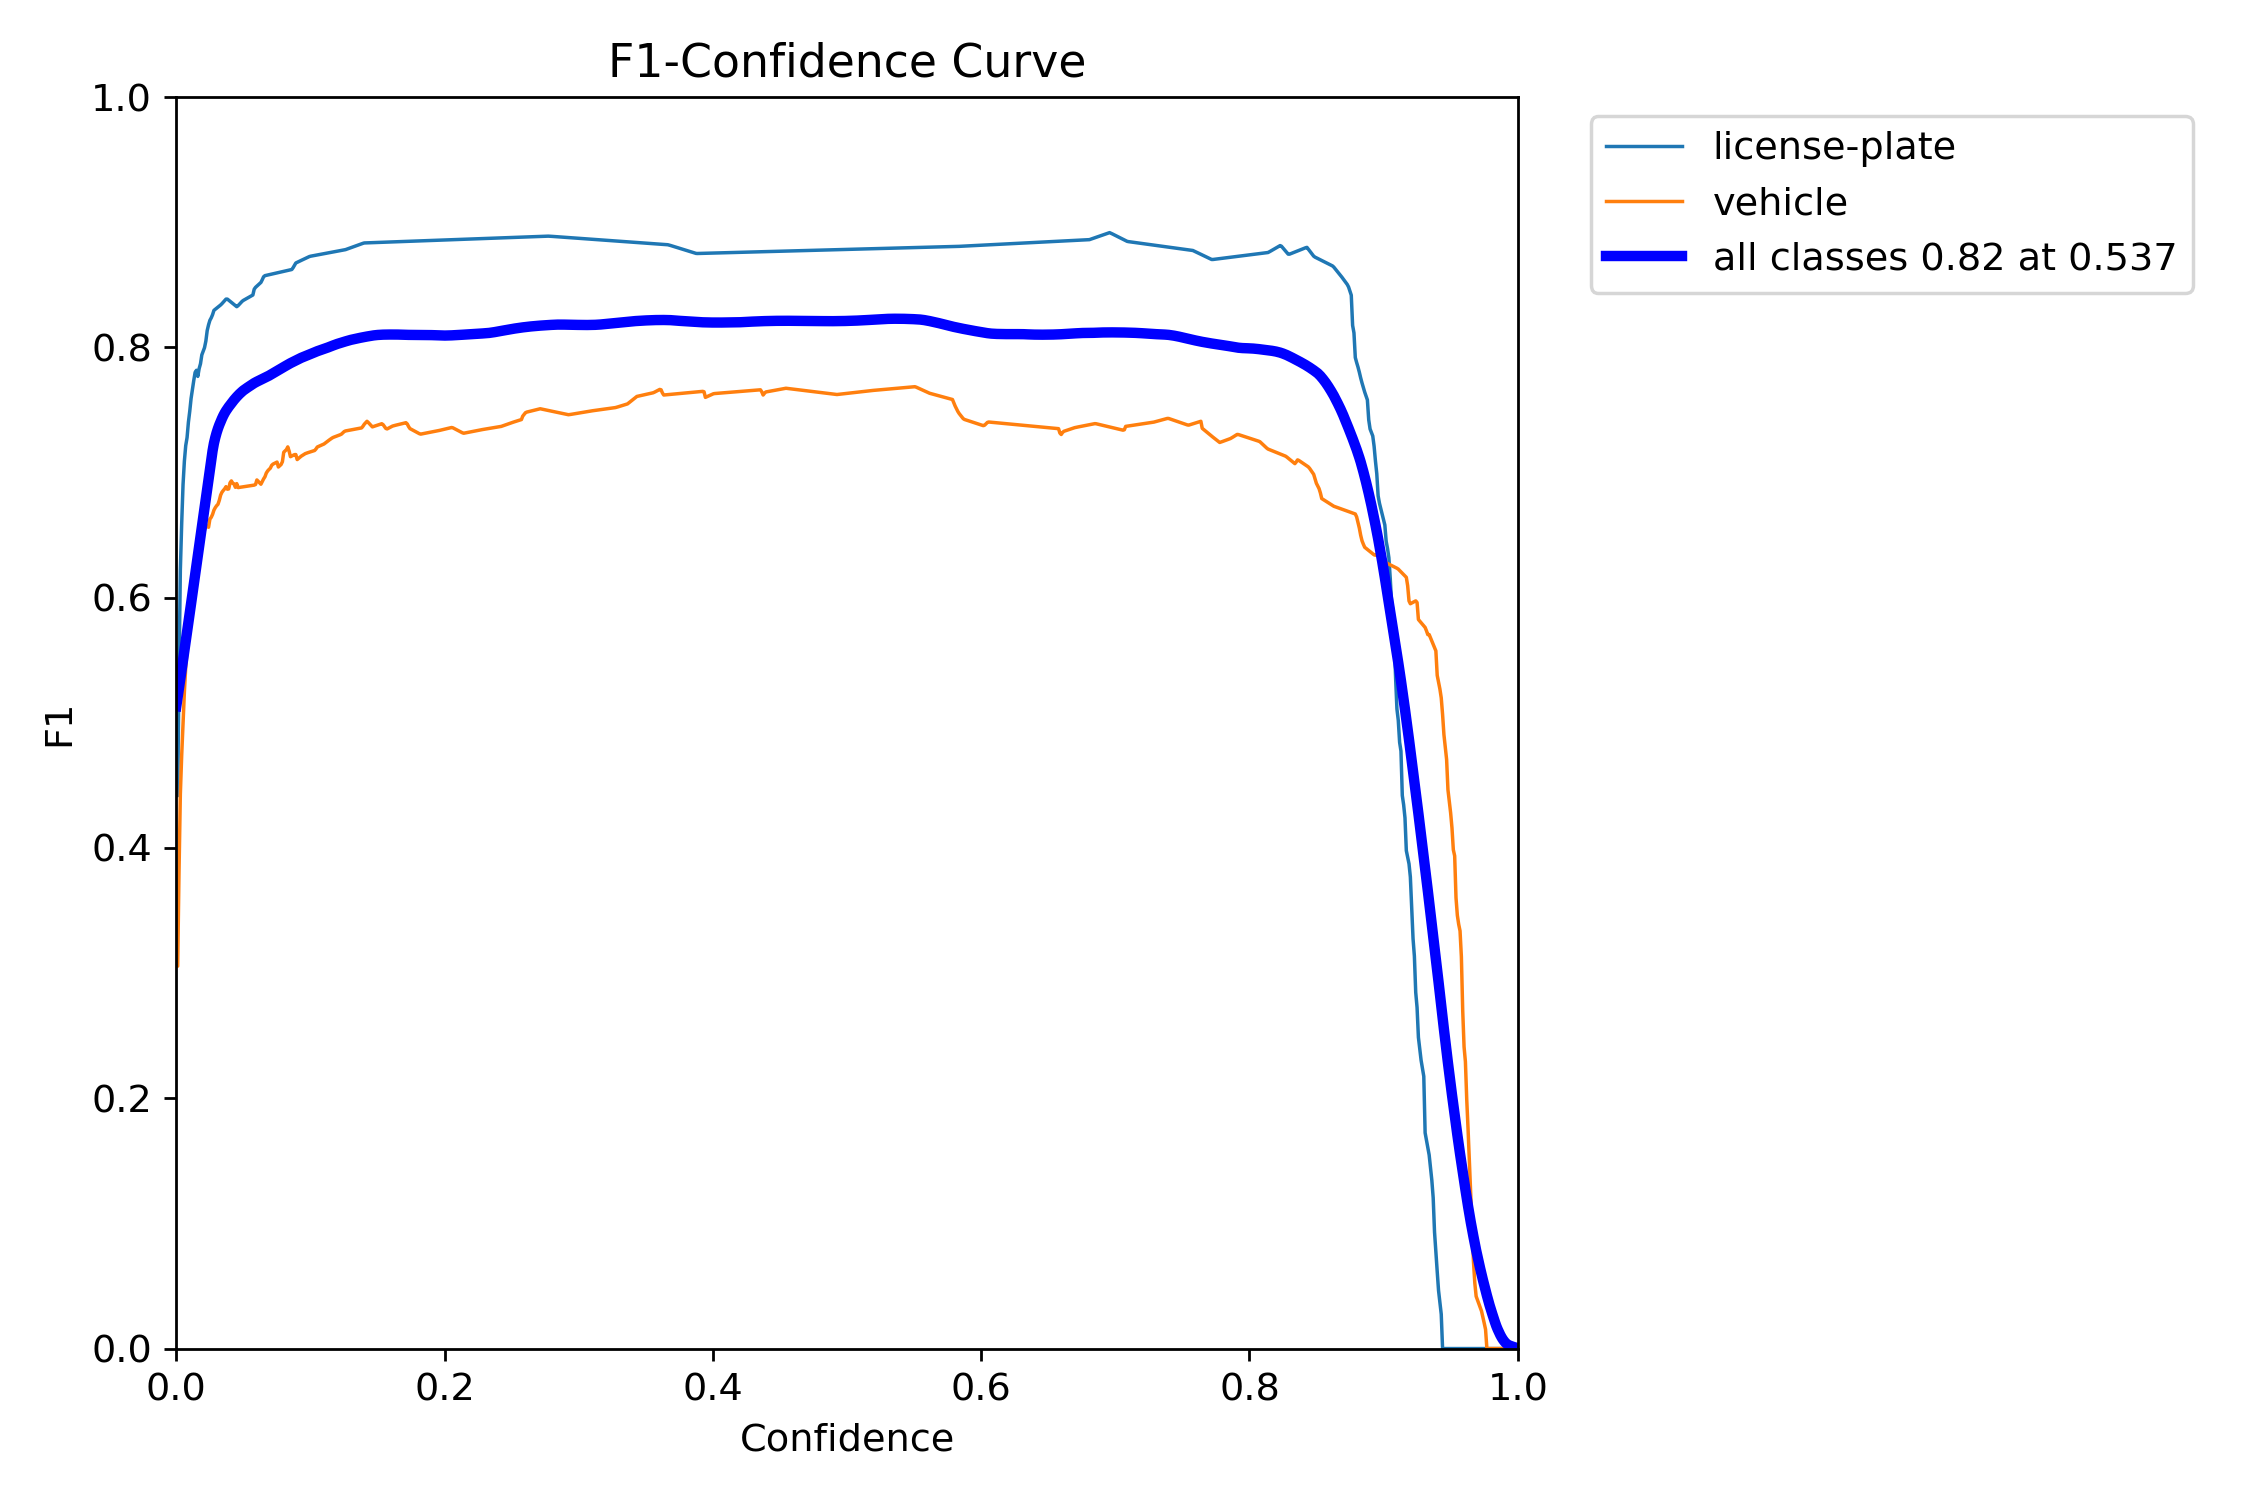 F1-Confidence Curve
1.0
0.8
0.6
0.4
0.2
0.0
F1
0.0 0.2 0.4 0.6 0.8 1.0
Confidence
license-plate
vehicle
all classes 0.82 at 0.537